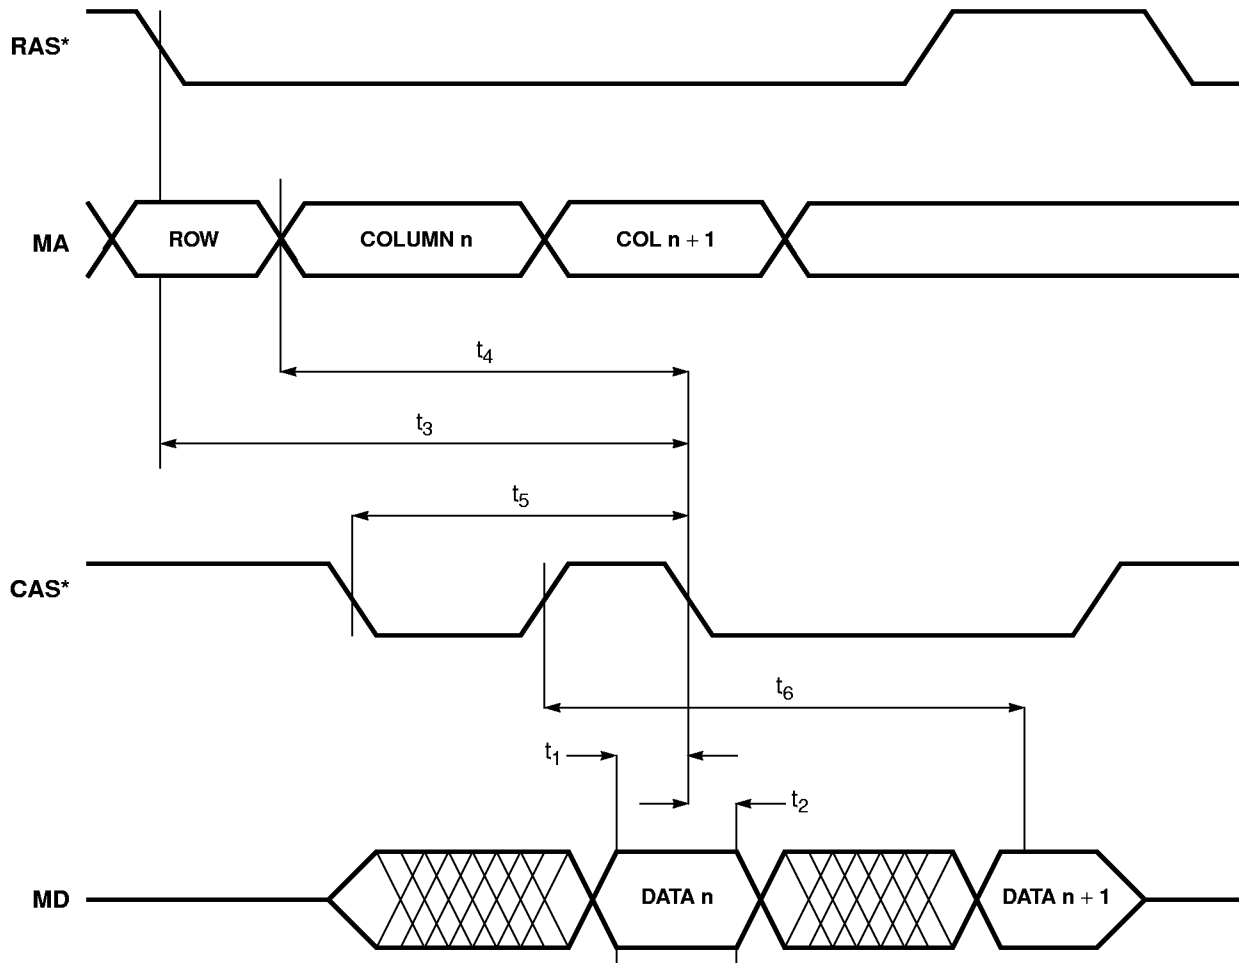 RAS*
MA
ROW
COLUMN n
COL n + 1
t4
t3
t5
CAS*
t6
t1
t2
MD
DATA n
DATA n + 1